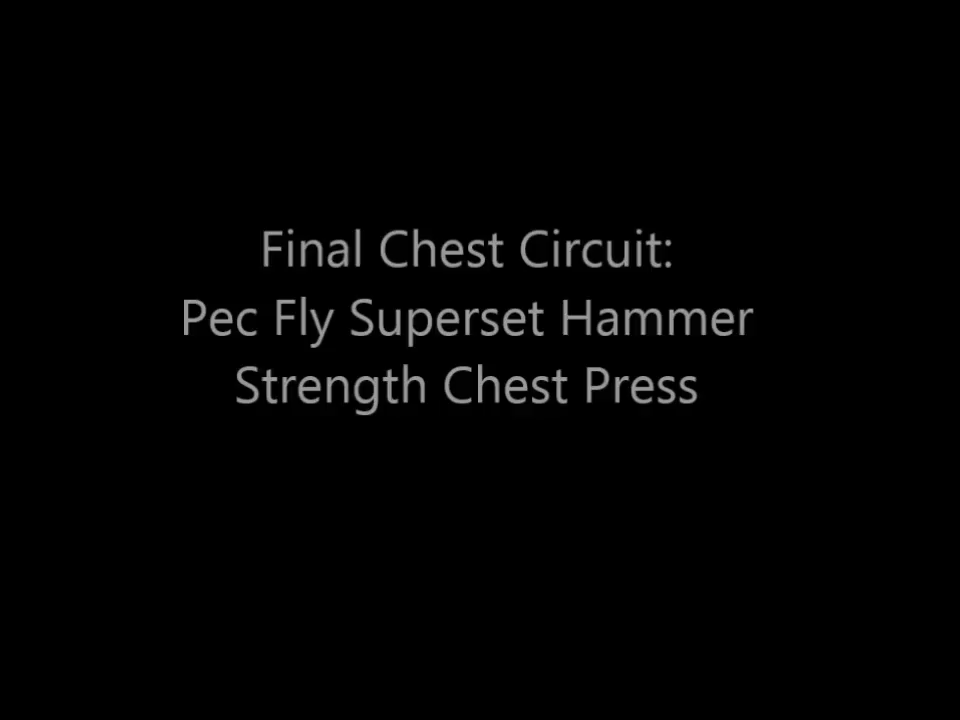 Final Chest Circuit:
Pec Fly Superset Hammer
Strength Chest Press